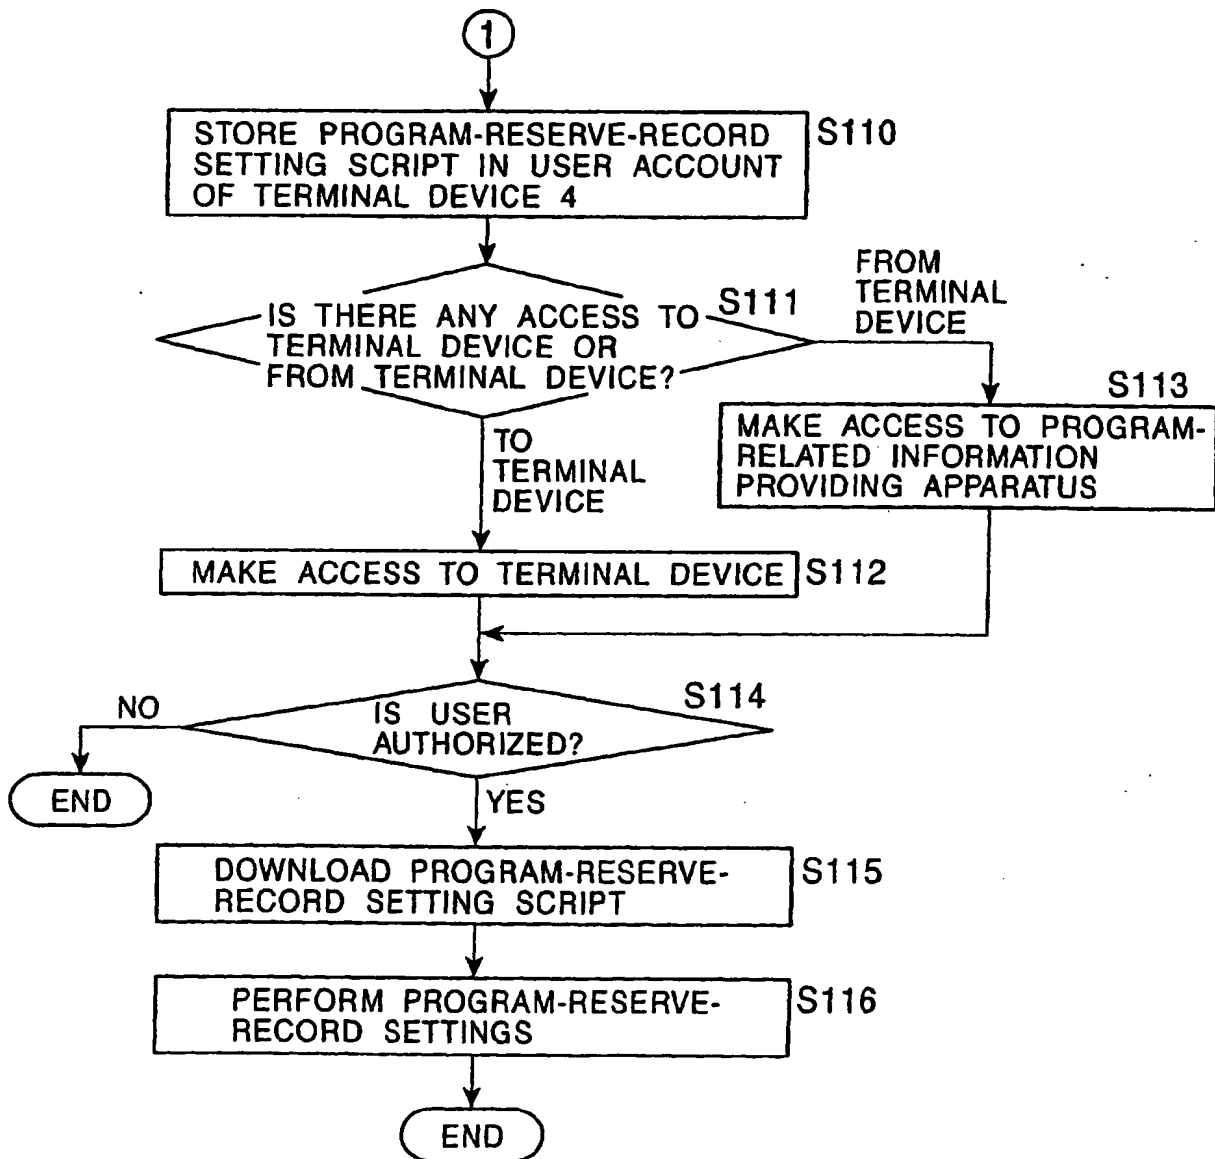 1
STORE PROGRAM-RESERVE-RECORD
SETTING SCRIPT IN USER ACCOUNT
OF TERMINAL DEVICE 4
S110
IS THERE ANY ACCESS TO
TERMINAL DEVICE OR
FROM TERMINAL DEVICE?
S111
FROM
TERMINAL
DEVICE
S113
MAKE ACCESS TO PROGRAM-
RELATED INFORMATION
PROVIDING APPARATUS
TO
TERMINAL
DEVICE
MAKE ACCESS TO TERMINAL DEVICE
S112
S114
IS USER
AUTHORIZED?
NO
END
YES
DOWNLOAD PROGRAM-RESERVE-
RECORD SETTING SCRIPT
S115
PERFORM PROGRAM-RESERVE-
RECORD SETTINGS
S116
END